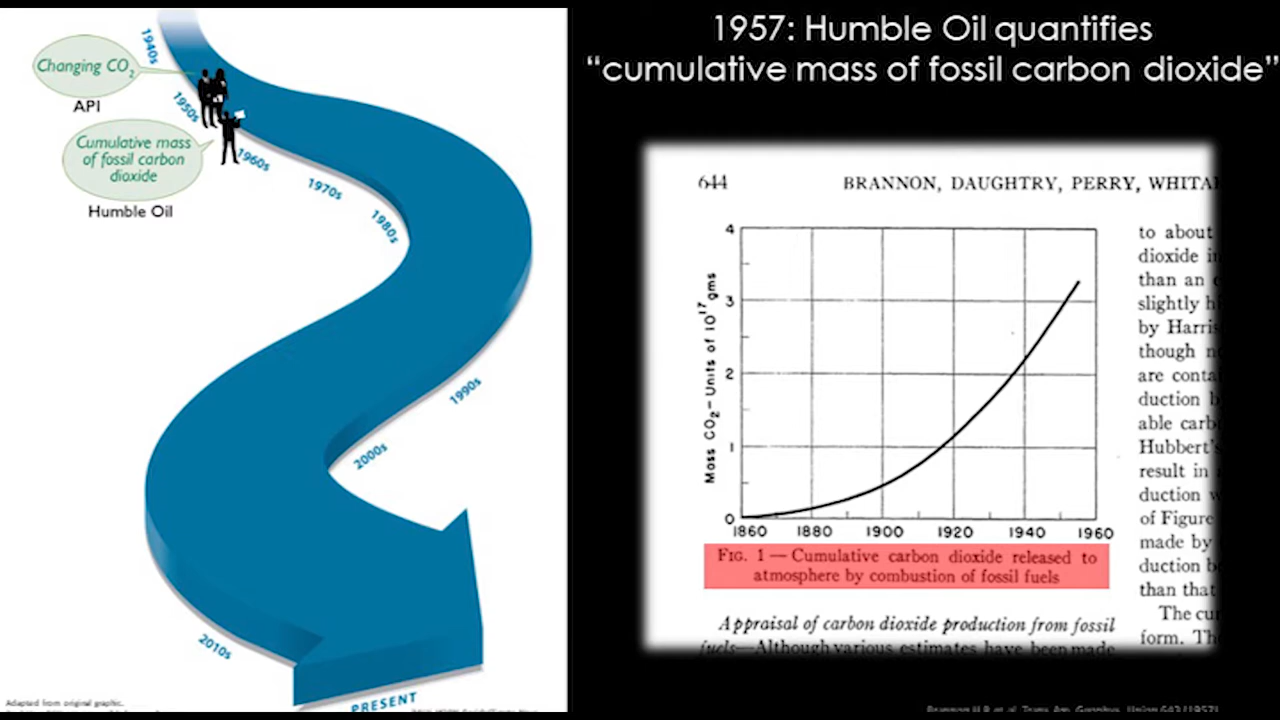 1957: Humble Oil quantifies
“cumulative mass of fossil carbon dioxide”
1940s
Changing CO2
API
1950s
Cumulative mass
of fossil carbon
dioxide
Humble Oil
1960s
1970s
1980s
1990s
2000s
2010s
PRESENT
Adapted from original graphic.
644
BRANNON, DAUGHTRY, PERRY, WHITA
4
3
2
1
0
Mass CO2–Units of 10^17 gms
1860 1880 1900 1920 1940 1960
FIG. 1 — Cumulative carbon dioxide released to
atmosphere by combustion of fossil fuels
Appraisal of carbon dioxide production from fossil
fuels—Although various estimates have been made
to about
dioxide
than an
slightly
by Harris
though
are conta
duction
able carb
Hubbert's
result in
duction
of Figure
made by
duction
than that
The cur
form. Th